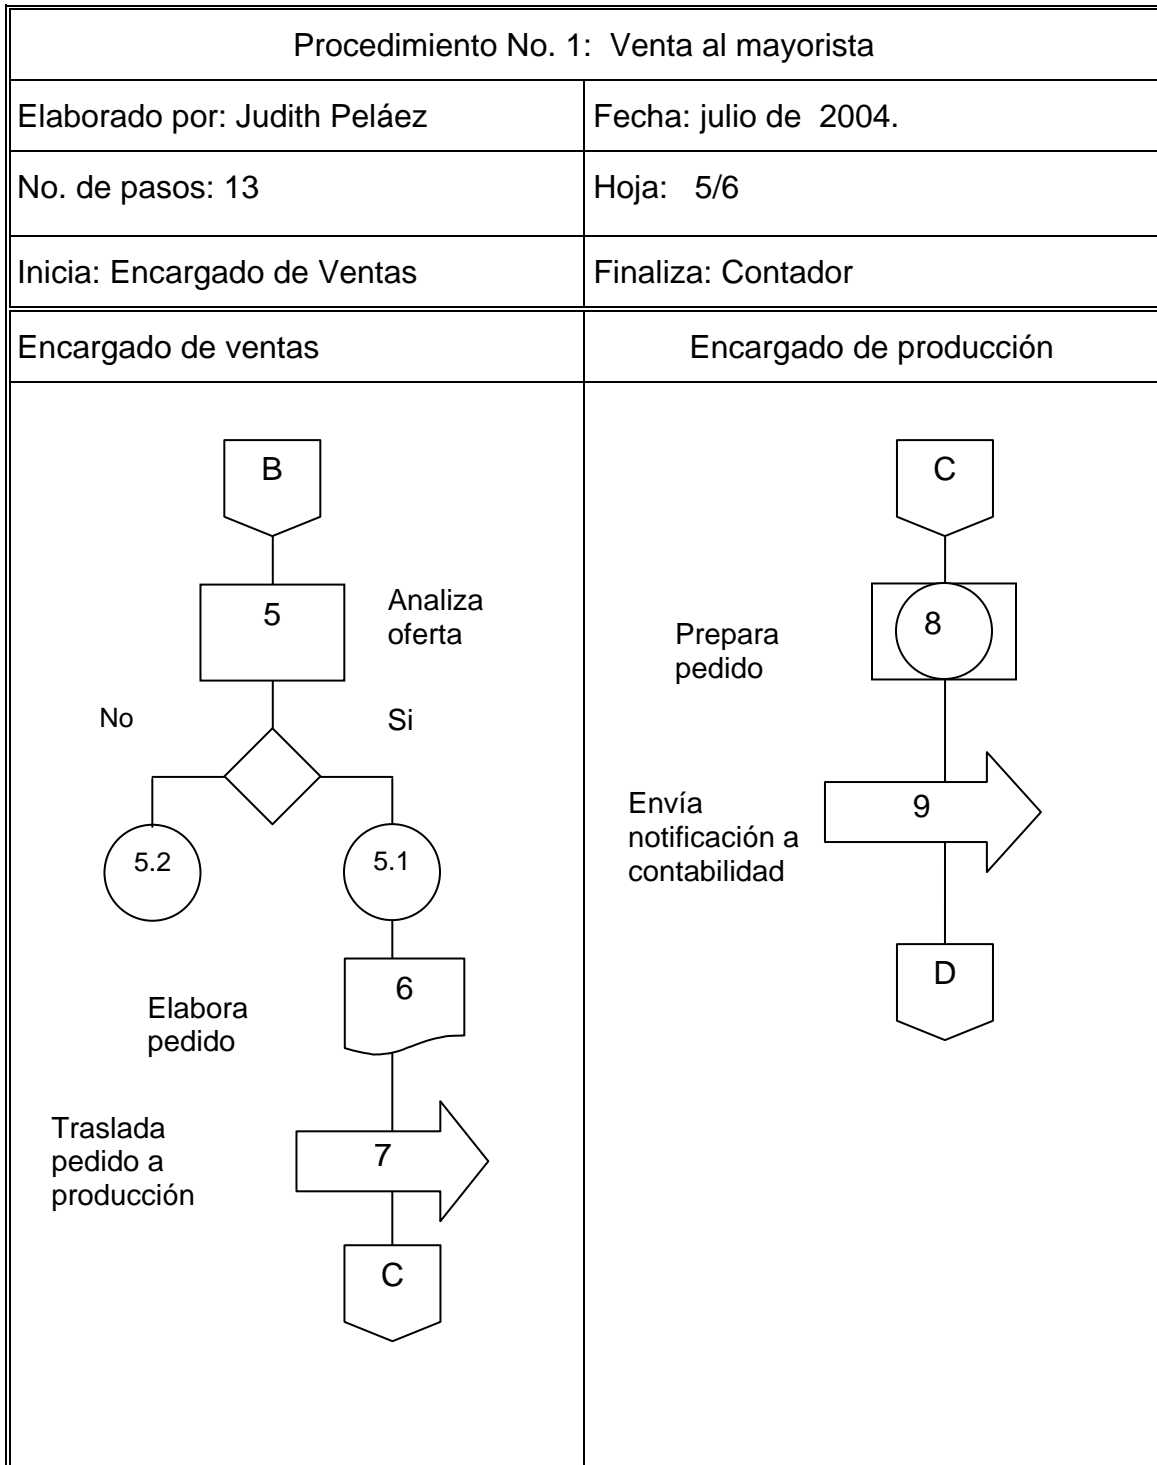 Procedimiento No. 1:  Venta al mayorista
Elaborado por: Judith Peláez
Fecha: julio de  2004.
No. de pasos: 13
Hoja:   5/6
Inicia: Encargado de Ventas
Finaliza: Contador
Encargado de ventas
Encargado de producción
B
5
Analiza
oferta
No
Si
5.2
5.1
6
Elabora
pedido
Traslada
pedido a
producción
7
C
C
8
Prepara
pedido
9
Envía
notificación a
contabilidad
D